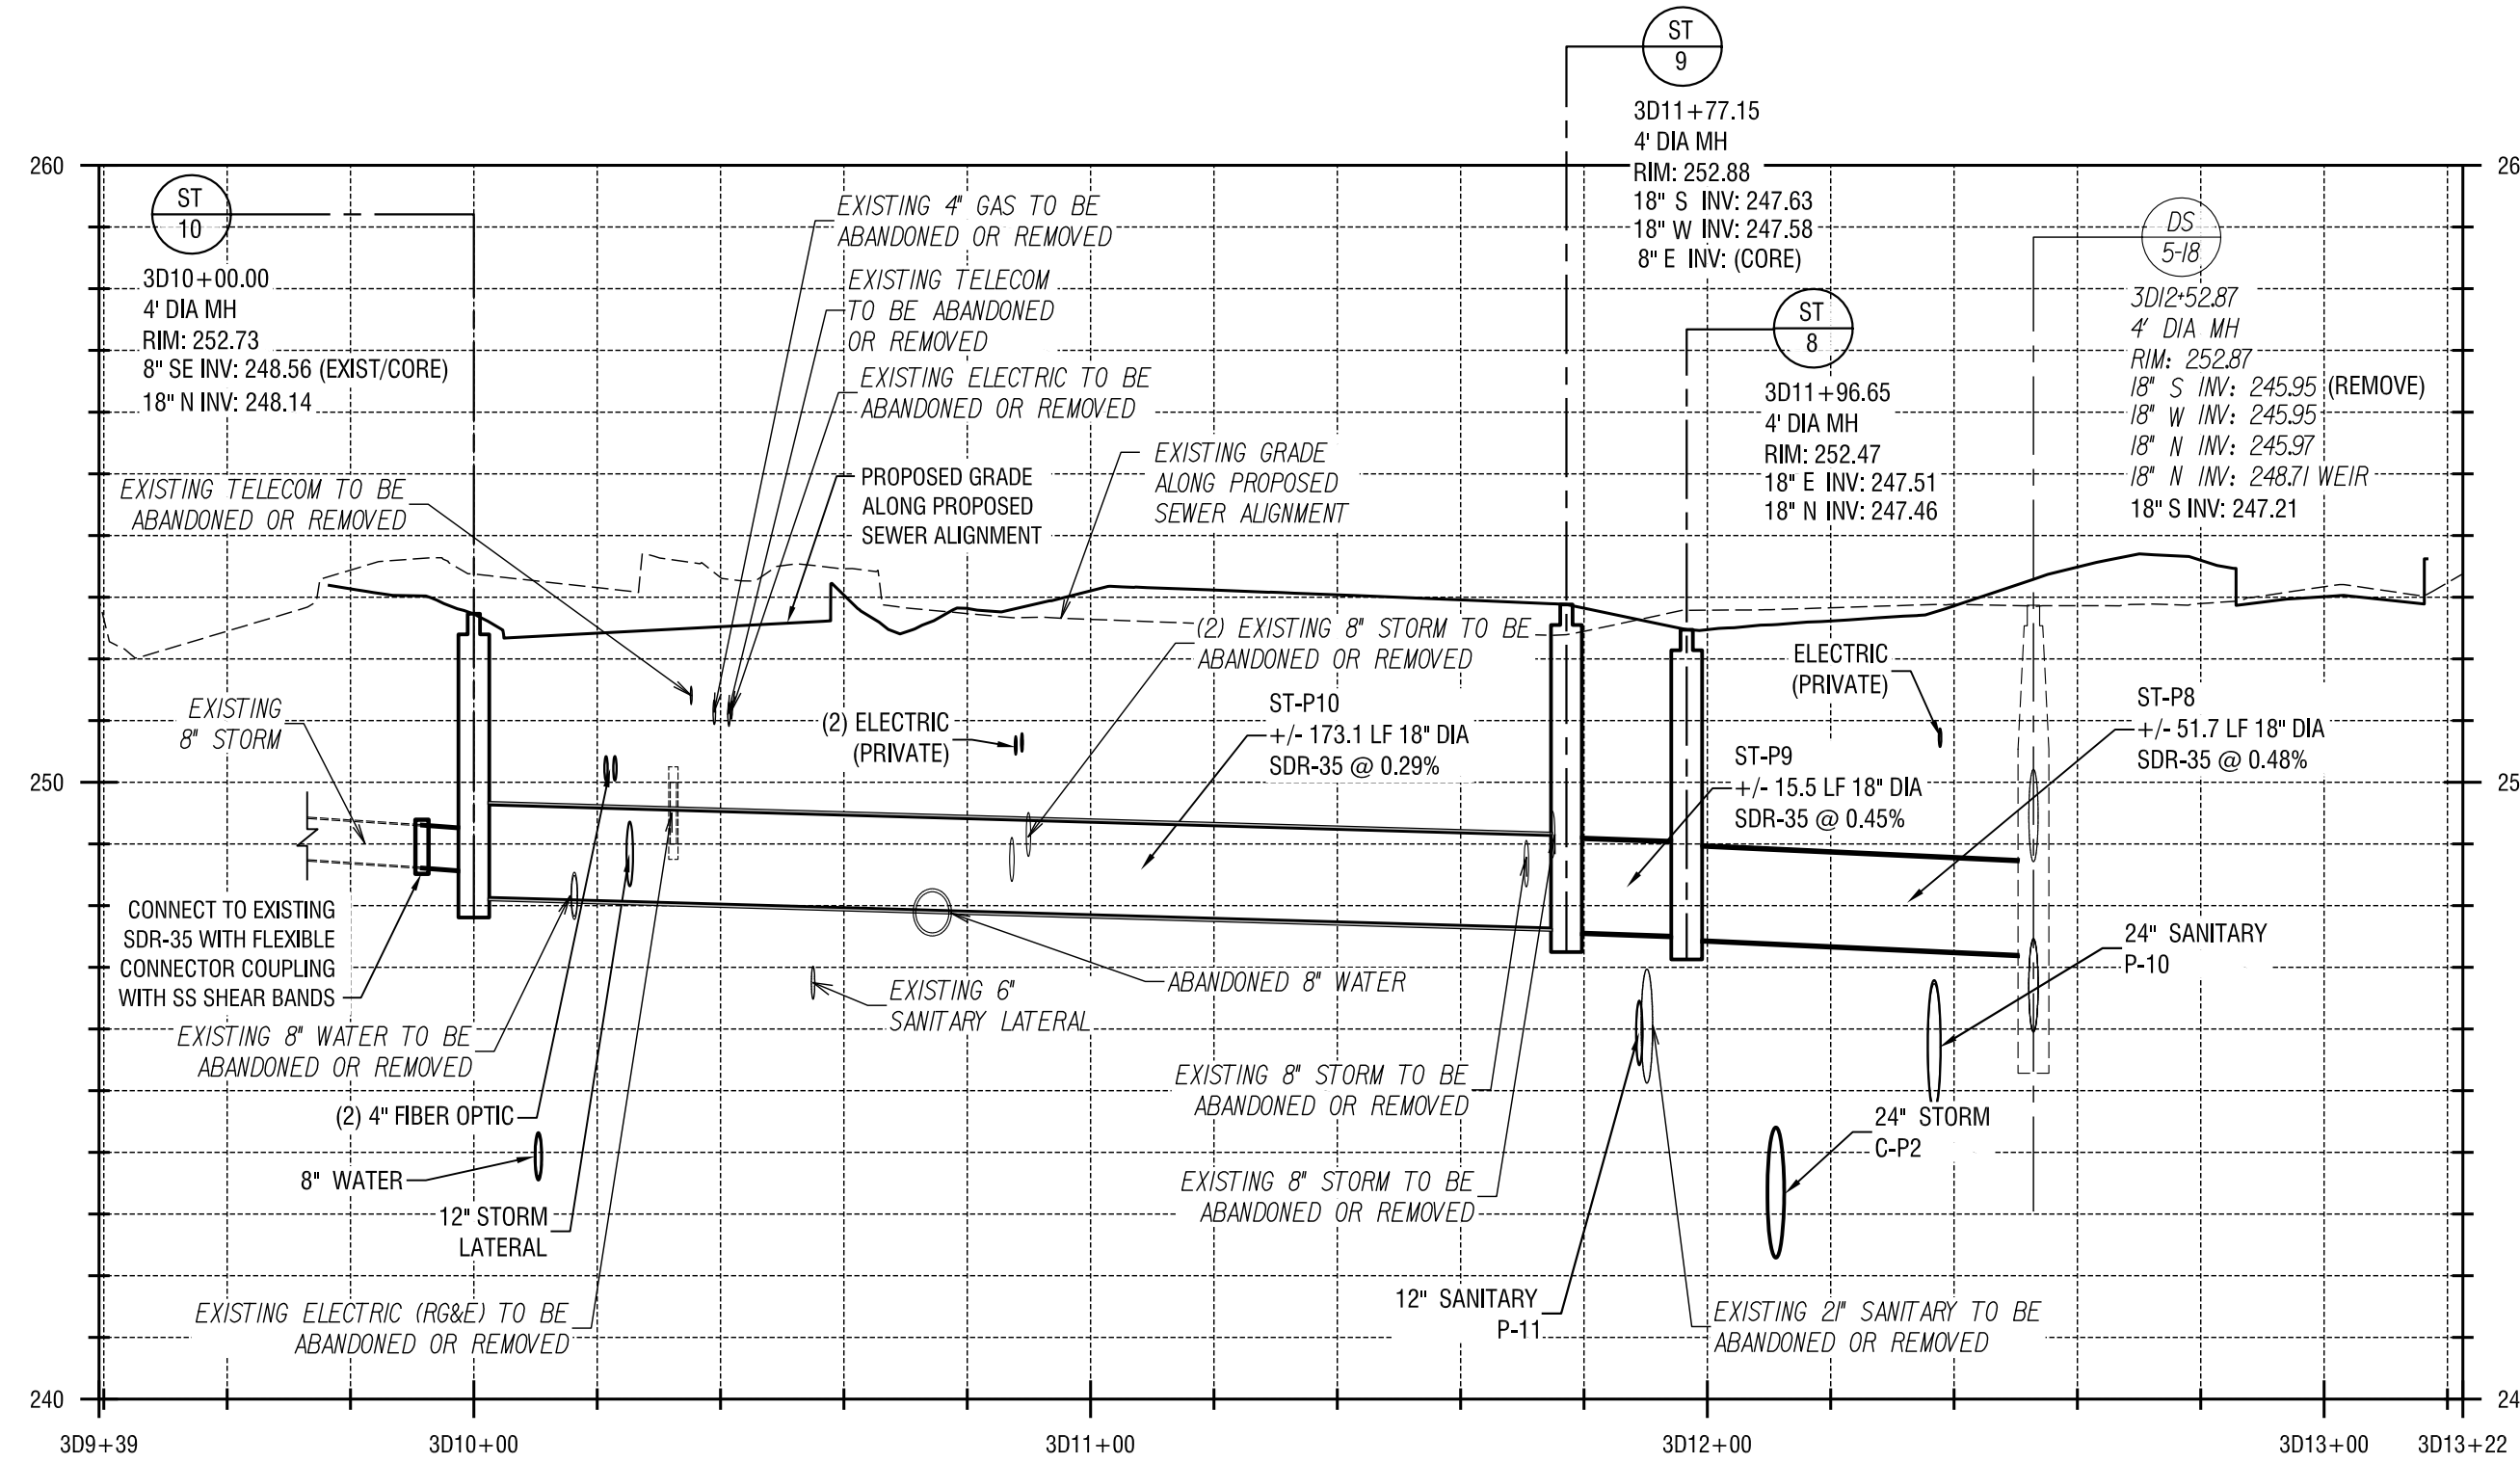 ST
9
3D11+77.15
4' DIA MH
RIM: 252.88
18" S INV: 247.63
18" W INV: 247.58
8" E INV: (CORE)
260
26
ST
10
3D10+00.00
4' DIA MH
RIM: 252.73
8" SE INV: 248.56 (EXIST/CORE)
18" N INV: 248.14
EXISTING 4" GAS TO BE
ABANDONED OR REMOVED
EXISTING TELECOM
TO BE ABANDONED
OR REMOVED
EXISTING ELECTRIC TO BE
ABANDONED OR REMOVED
PROPOSED GRADE
ALONG PROPOSED
SEWER ALIGNMENT
EXISTING GRADE
ALONG PROPOSED
SEWER ALIGNMENT
ST
8
3D11+96.65
4' DIA MH
RIM: 252.47
18" E INV: 247.51
18" N INV: 247.46
DS
5-18
3D12+52.87
4' DIA MH
RIM: 252.87
18" S INV: 245.95 (REMOVE)
18" W INV: 245.95
18" N INV: 245.97
18" N INV: 248.71 WEIR
18" S INV: 247.21
EXISTING TELECOM TO BE
ABANDONED OR REMOVED
EXISTING
8" STORM
(2) ELECTRIC
(PRIVATE)
(2) EXISTING 8" STORM TO BE
ABANDONED OR REMOVED
ST-P10
+/- 173.1 LF 18" DIA
SDR-35 @ 0.29%
ELECTRIC
(PRIVATE)
ST-P9
+/- 15.5 LF 18" DIA
SDR-35 @ 0.45%
ST-P8
+/- 51.7 LF 18" DIA
SDR-35 @ 0.48%
250
25
CONNECT TO EXISTING
SDR-35 WITH FLEXIBLE
CONNECTOR COUPLING
WITH SS SHEAR BANDS
EXISTING 8" WATER TO BE
ABANDONED OR REMOVED
(2) 4" FIBER OPTIC
8" WATER
12" STORM
LATERAL
EXISTING ELECTRIC (RG&E) TO BE
ABANDONED OR REMOVED
EXISTING 6"
SANITARY LATERAL
ABANDONED 8" WATER
EXISTING 8" STORM TO BE
ABANDONED OR REMOVED
EXISTING 8" STORM TO BE
ABANDONED OR REMOVED
12" SANITARY
P-11
EXISTING 21" SANITARY TO BE
ABANDONED OR REMOVED
24" SANITARY
P-10
24" STORM
C-P2
240
24
3D9+39
3D10+00
3D11+00
3D12+00
3D13+00
3D13+22